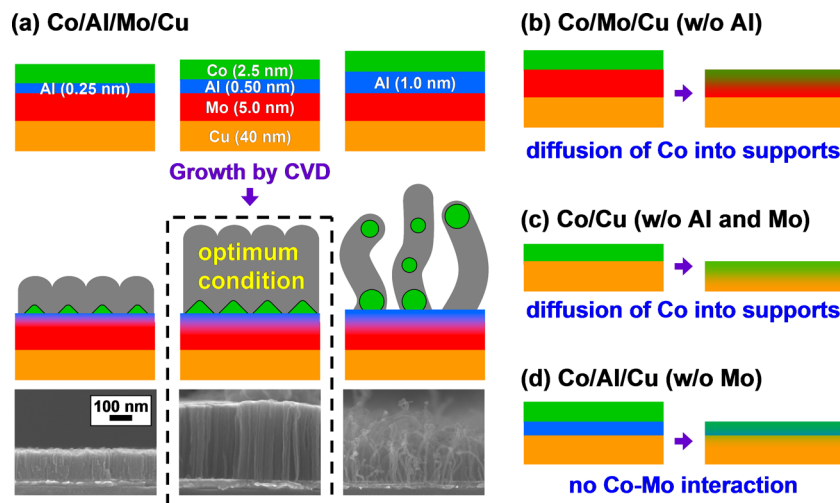 (a) Co/Al/Mo/Cu
Al (0.25 nm)
Co (2.5 nm)
Al (0.50 nm)
Mo (5.0 nm)
Cu (40 nm)
Al (1.0 nm)
Growth by CVD
optimum
condition
100 nm
(b) Co/Mo/Cu (w/o Al)
diffusion of Co into supports
(c) Co/Cu (w/o Al and Mo)
diffusion of Co into supports
(d) Co/Al/Cu (w/o Mo)
no Co-Mo interaction